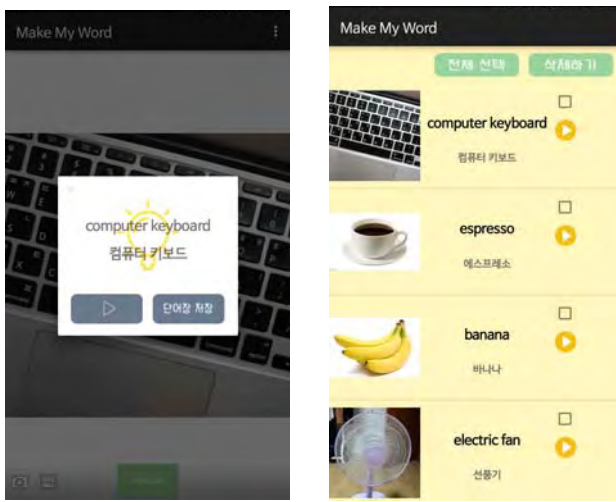 Make My Word
computer keyboard
컴퓨터 키보드
단어장 저장
Make My Word
전체 선택
삭제하기
computer keyboard
컴퓨터 키보드
espresso
에스프레소
banana
바나나
electric fan
선풍기